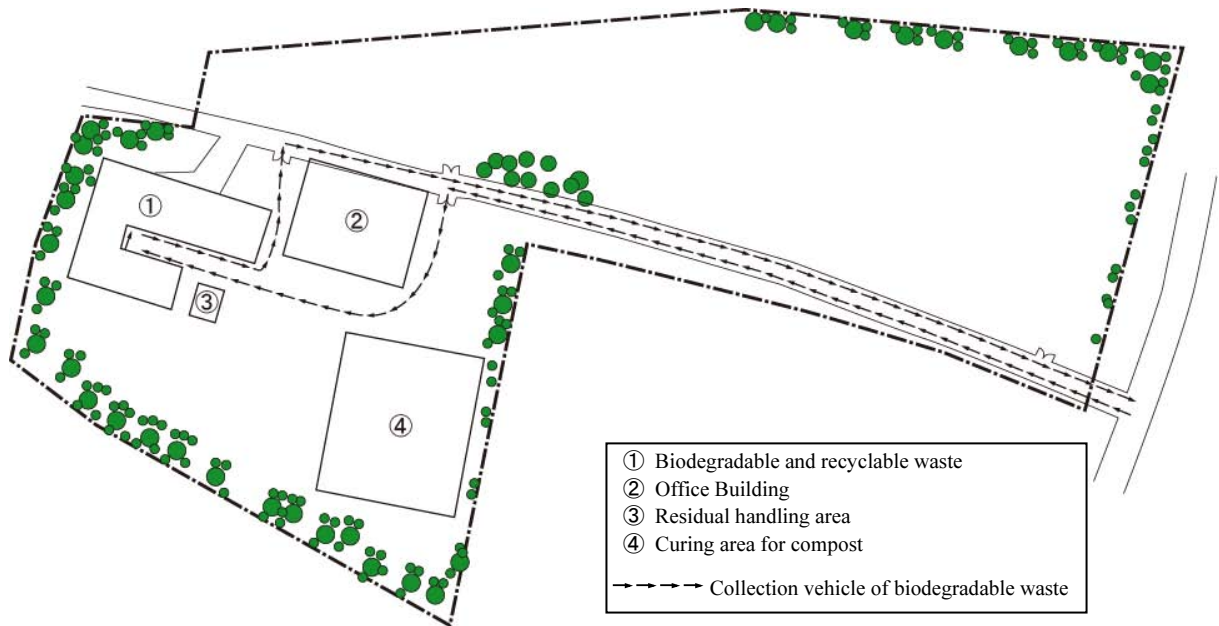 ①
②
③
④
① Biodegradable and recyclable waste
② Office Building
③ Residual handling area
④ Curing area for compost
Collection vehicle of biodegradable waste